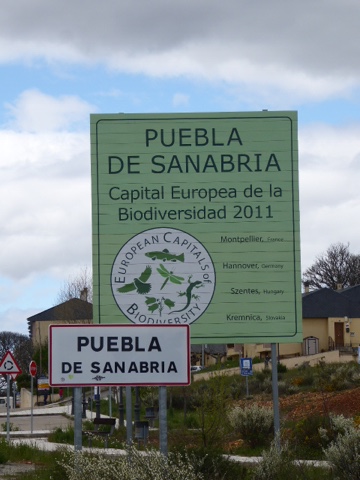 PUEBLA
DE SANABRIA
Capital Europea de la
Biodiversidad 2011
EUROPEAN CAPITALS of
BIODIVERSITY
Montpellier, France
Hannover, Germany
Szentes, Hungary
Kremnica, Slovakia
PUEBLA
DE SANABRIA